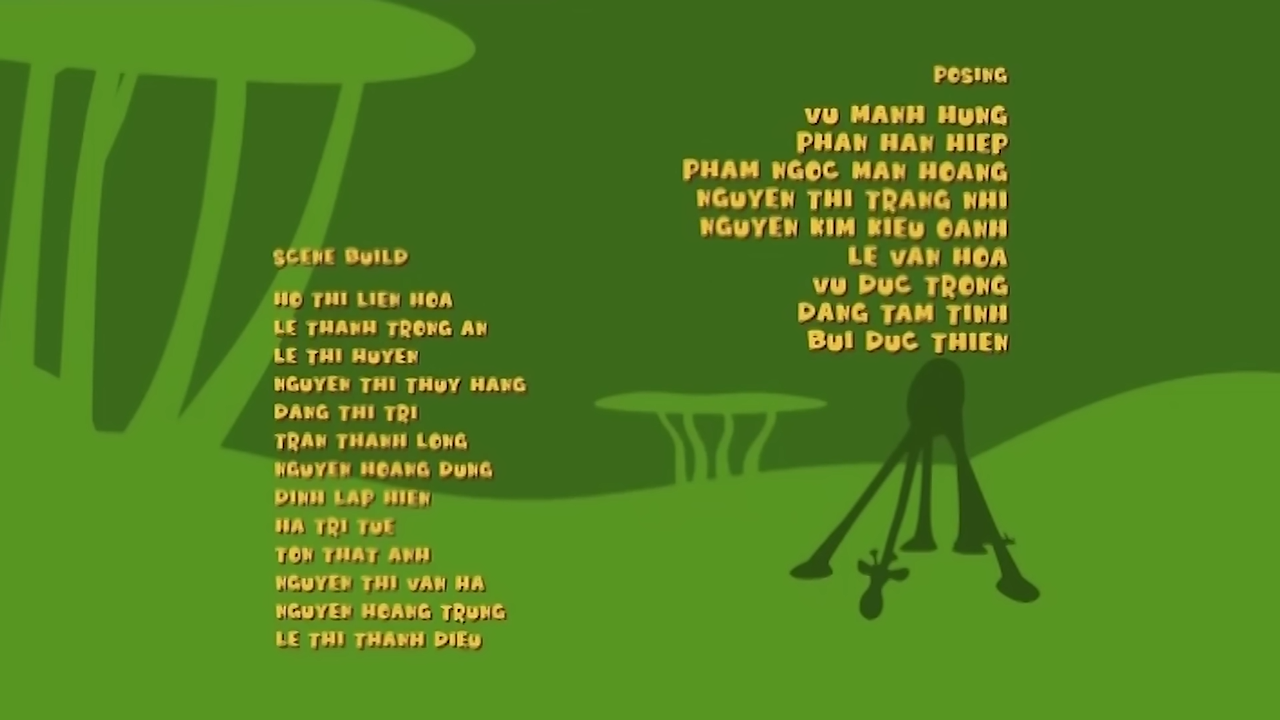 SCENE BUILD
HO THI LIEN HOA
LE THANH TRONG AN
LE THI HUYEN
NGUYEN THI THUY HANG
DANG THI TRI
TRAN THANH LONG
NGUYEN HOANG DUNG
DINH LAP HIEN
HA TRI TUE
TON THAT ANH
NGUYEN THI VAN HA
NGUYEN HOANG TRUNG
LE THI THANH DIEU
POSING
VU MANH HUNG
PHAN HAN HIEP
PHAM NGOC MAN HOANG
NGUYEN THI TRANG NHI
NGUYEN KIM KIEU OANH
LE VAN HOA
VU DUC TRONG
DANG TAM TINH
BUI DUC THIEN